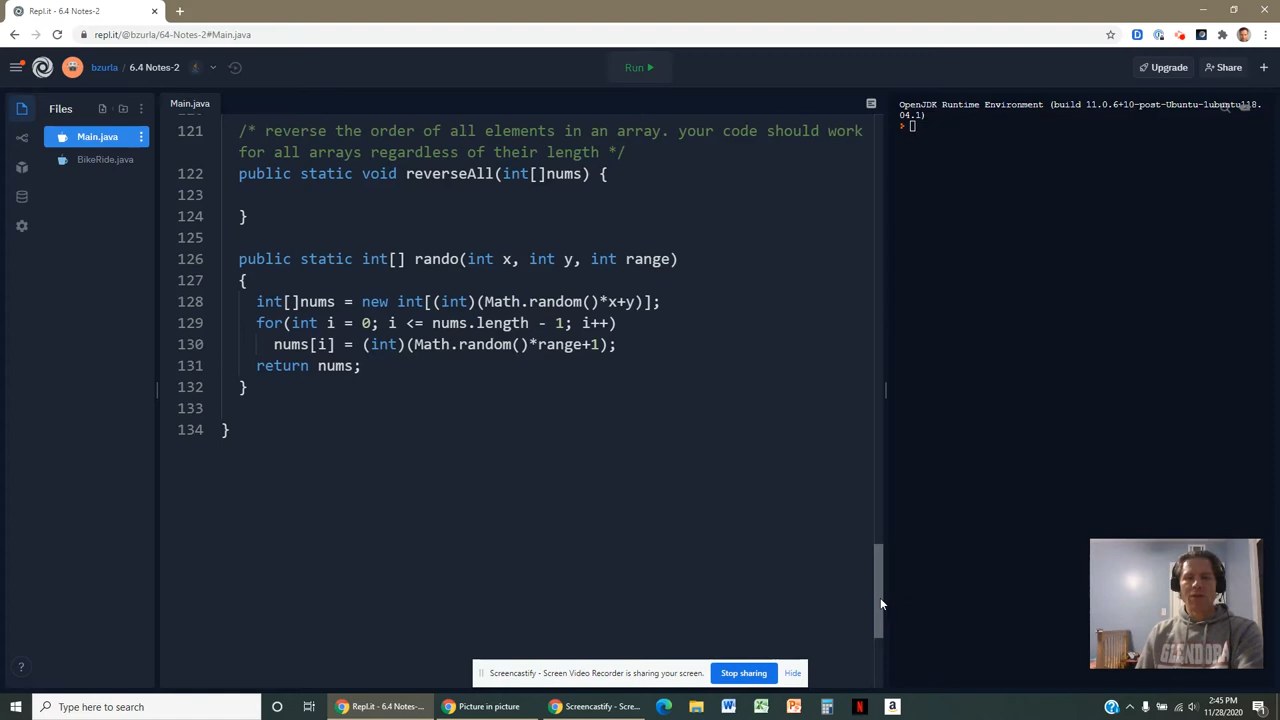 Repl.it - 6.4 Notes-2
repl.it/@bzurla/64-Notes-2#Main.java
bzurla / 6.4 Notes-2
Run
Upgrade
Share
Files
Main.java
BikeRide.java
Main.java
121 /* reverse the order of all elements in an array. your code should work
for all arrays regardless of their length */
122 public static void reverseAll(int[]nums) {
123
124 }
125
126 public static int[] rando(int x, int y, int range)
127 {
128 int[]nums = new int[(int)(Math.random()*x+y)];
129 for(int i = 0; i <= nums.length - 1; i++)
130 nums[i] = (int)(Math.random()*range+1);
131 return nums;
132 }
133
134 }
OpenJDK Runtime Environment (build 11.0.6+10-post-Ubuntu-1ubuntu118.
04.1)
GLENDORA
Screencastify - Screen Video Recorder is sharing your screen.
Stop sharing
Hide
Type here to search
Repl.it - 6.4 Notes-...
Picture in picture
Screencastify - Scre...
2:45 PM
11/28/2020